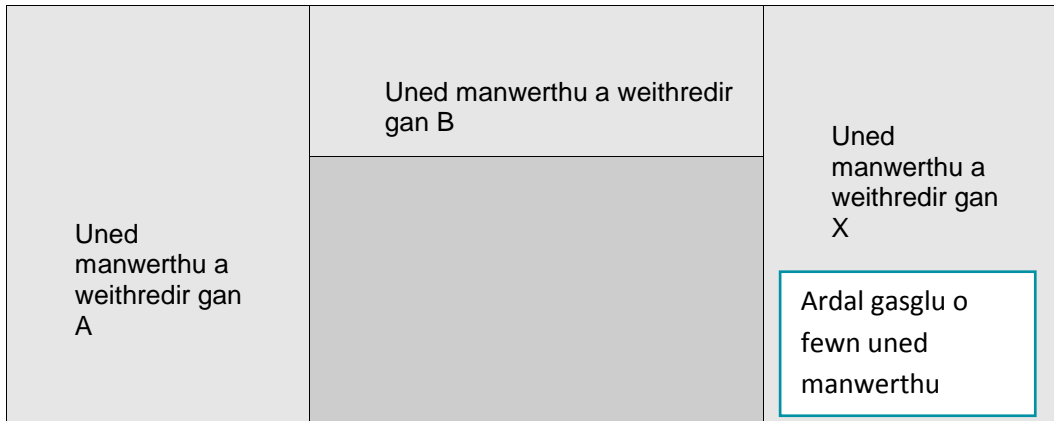 Uned
manwerthu a
weithredir gan
A
Uned manwerthu a weithredir
gan B
Uned
manwerthu a
weithredir gan
X
Ardal gasglu o
fewn uned
manwerthu